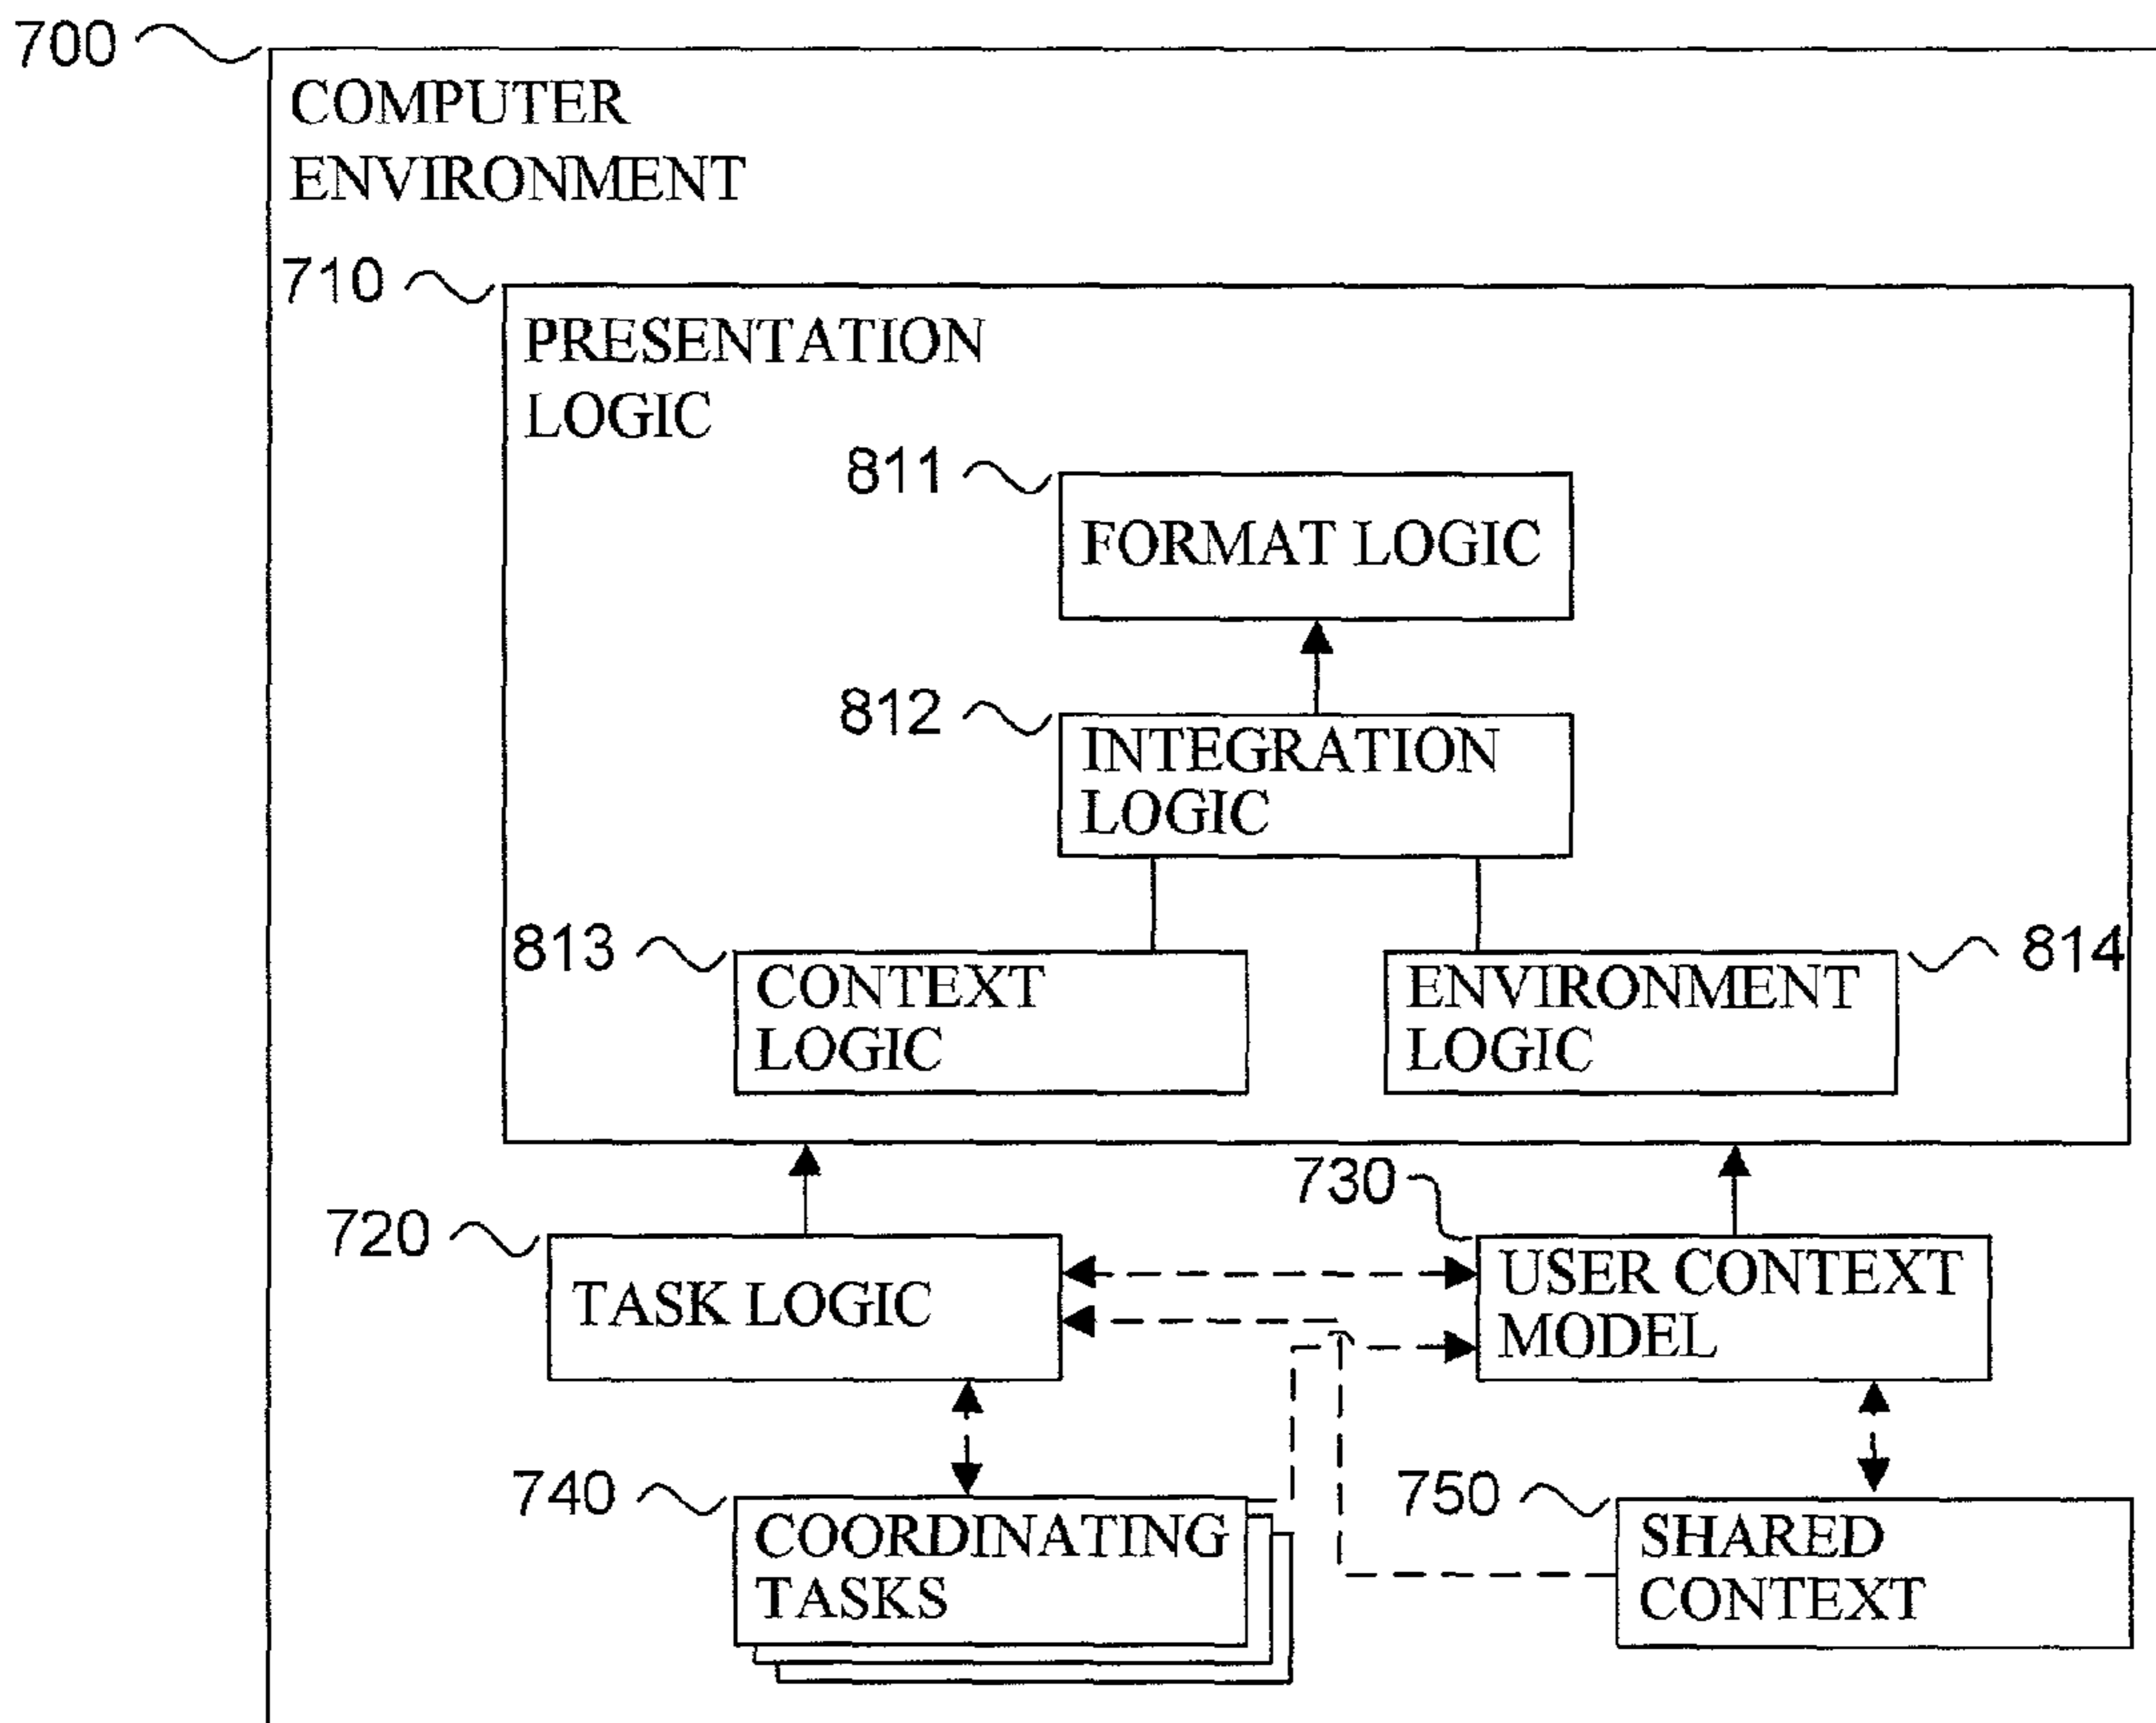 700
COMPUTER
ENVIRONMENT
710
PRESENTATION
LOGIC
811
FORMAT LOGIC
812
INTEGRATION
LOGIC
813
CONTEXT
LOGIC
ENVIRONMENT
LOGIC
814
730
720
TASK LOGIC
USER CONTEXT
MODEL
740
COORDINATING
TASKS
750
SHARED
CONTEXT